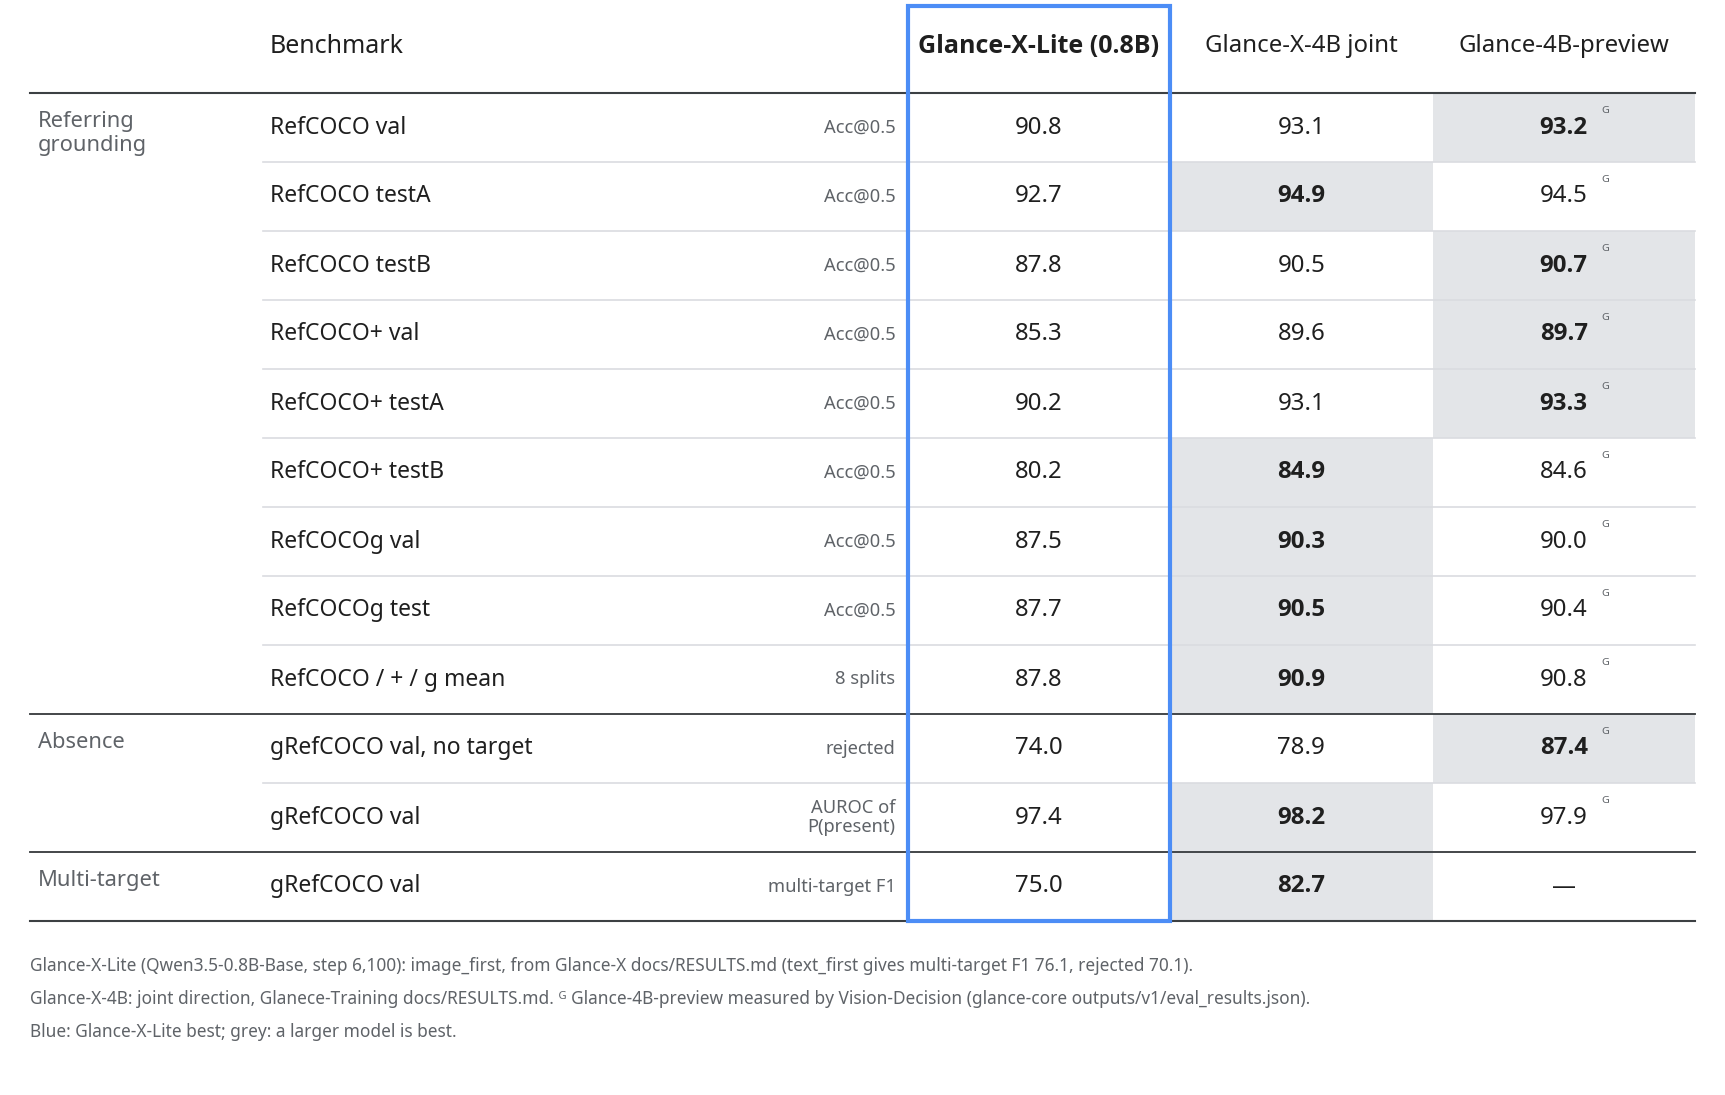 Benchmark Glance-X-Lite (0.8B) Glance-X-4B joint Glance-4B-preview
Referring
grounding
RefCOCO val Acc@0.5 90.8 93.1 93.2 G
RefCOCO testA Acc@0.5 92.7 94.9 94.5 G
RefCOCO testB Acc@0.5 87.8 90.5 90.7 G
RefCOCO+ val Acc@0.5 85.3 89.6 89.7 G
RefCOCO+ testA Acc@0.5 90.2 93.1 93.3 G
RefCOCO+ testB Acc@0.5 80.2 84.9 84.6 G
RefCOCOg val Acc@0.5 87.5 90.3 90.0 G
RefCOCOg test Acc@0.5 87.7 90.5 90.4 G
RefCOCO / + / g mean 8 splits 87.8 90.9 90.8 G
Absence gRefCOCO val, no target rejected 74.0 78.9 87.4 G
gRefCOCO val AUROC of
P(present) 97.4 98.2 97.9 G
Multi-target gRefCOCO val multi-target F1 75.0 82.7 —
Glance-X-Lite (Qwen3.5-0.8B-Base, step 6,100): image_first, from Glance-X docs/RESULTS.md (text_first gives multi-target F1 76.1, rejected 70.1).
Glance-X-4B: joint direction, Glanece-Training docs/RESULTS.md. ᴳ Glance-4B-preview measured by Vision-Decision (glance-core outputs/v1/eval_results.json).
Blue: Glance-X-Lite best; grey: a larger model is best.